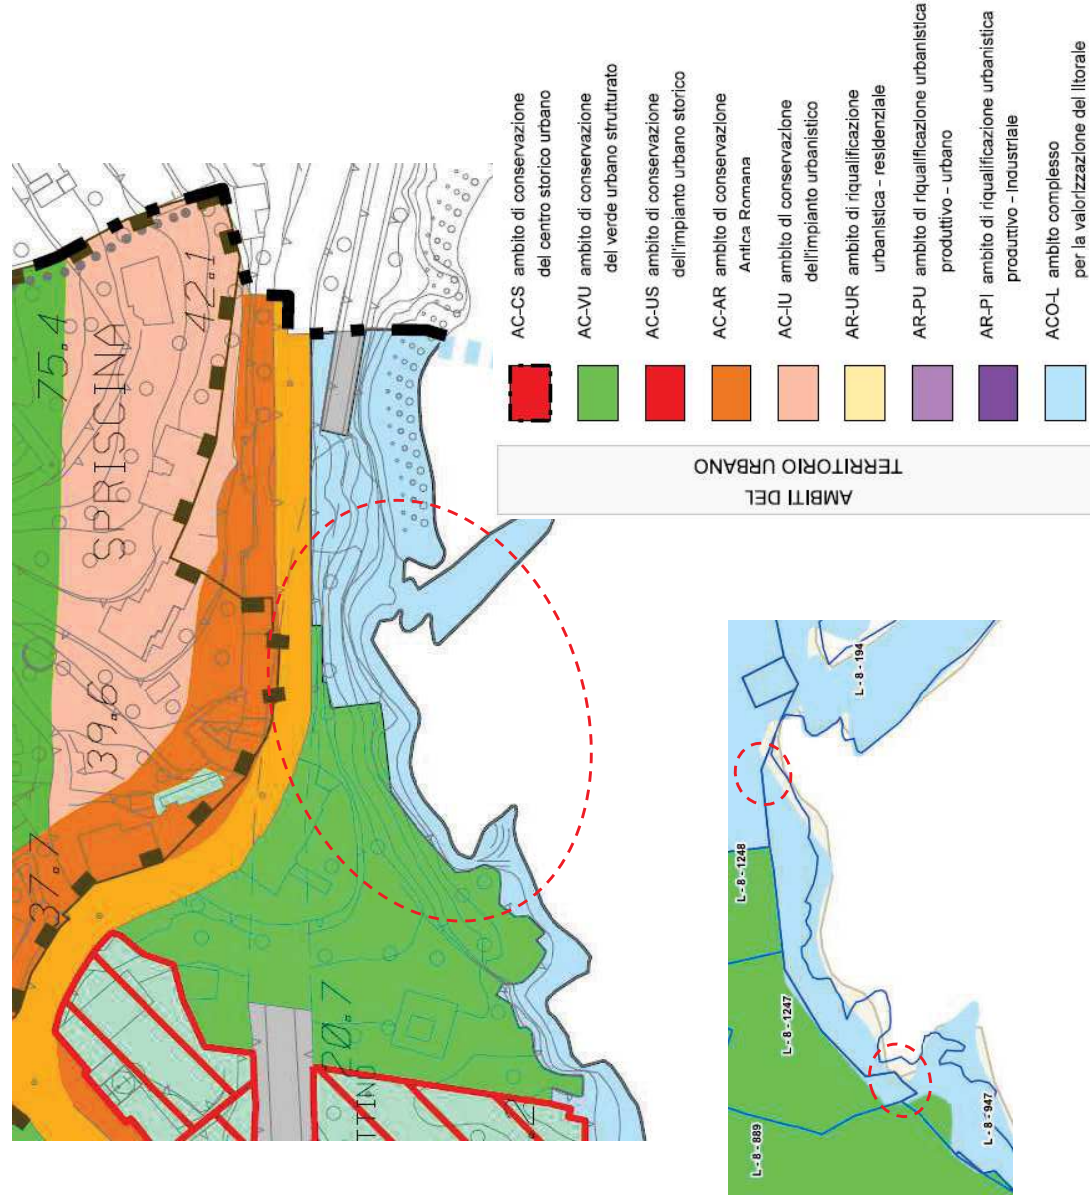 75.4
SPRISCINA
42.1
39.6
37.7
20.7
TTINO
AMBITI DEL
TERRITORIO URBANO
AC-CS ambito di conservazione
del centro storico urbano
AC-VU ambito di conservazione
del verde urbano strutturato
AC-US ambito di conservazione
dell'impianto urbano storico
AC-AR ambito di conservazione
Antica Romana
AC-IU ambito di conservazione
dell'impianto urbanistico
AR-UR ambito di riqualificazione
urbanistica - residenziale
AR-PU ambito di riqualificazione urbanistica
produttivo - urbano
AR-PI ambito di riqualificazione urbanistica
produttivo - industriale
ACO-L ambito complesso
per la valorizzazione del litorale
L - 8 - 194
L - 8 - 1248
L - 8 - 1247
L - 8 - 889
L - 8 - 947